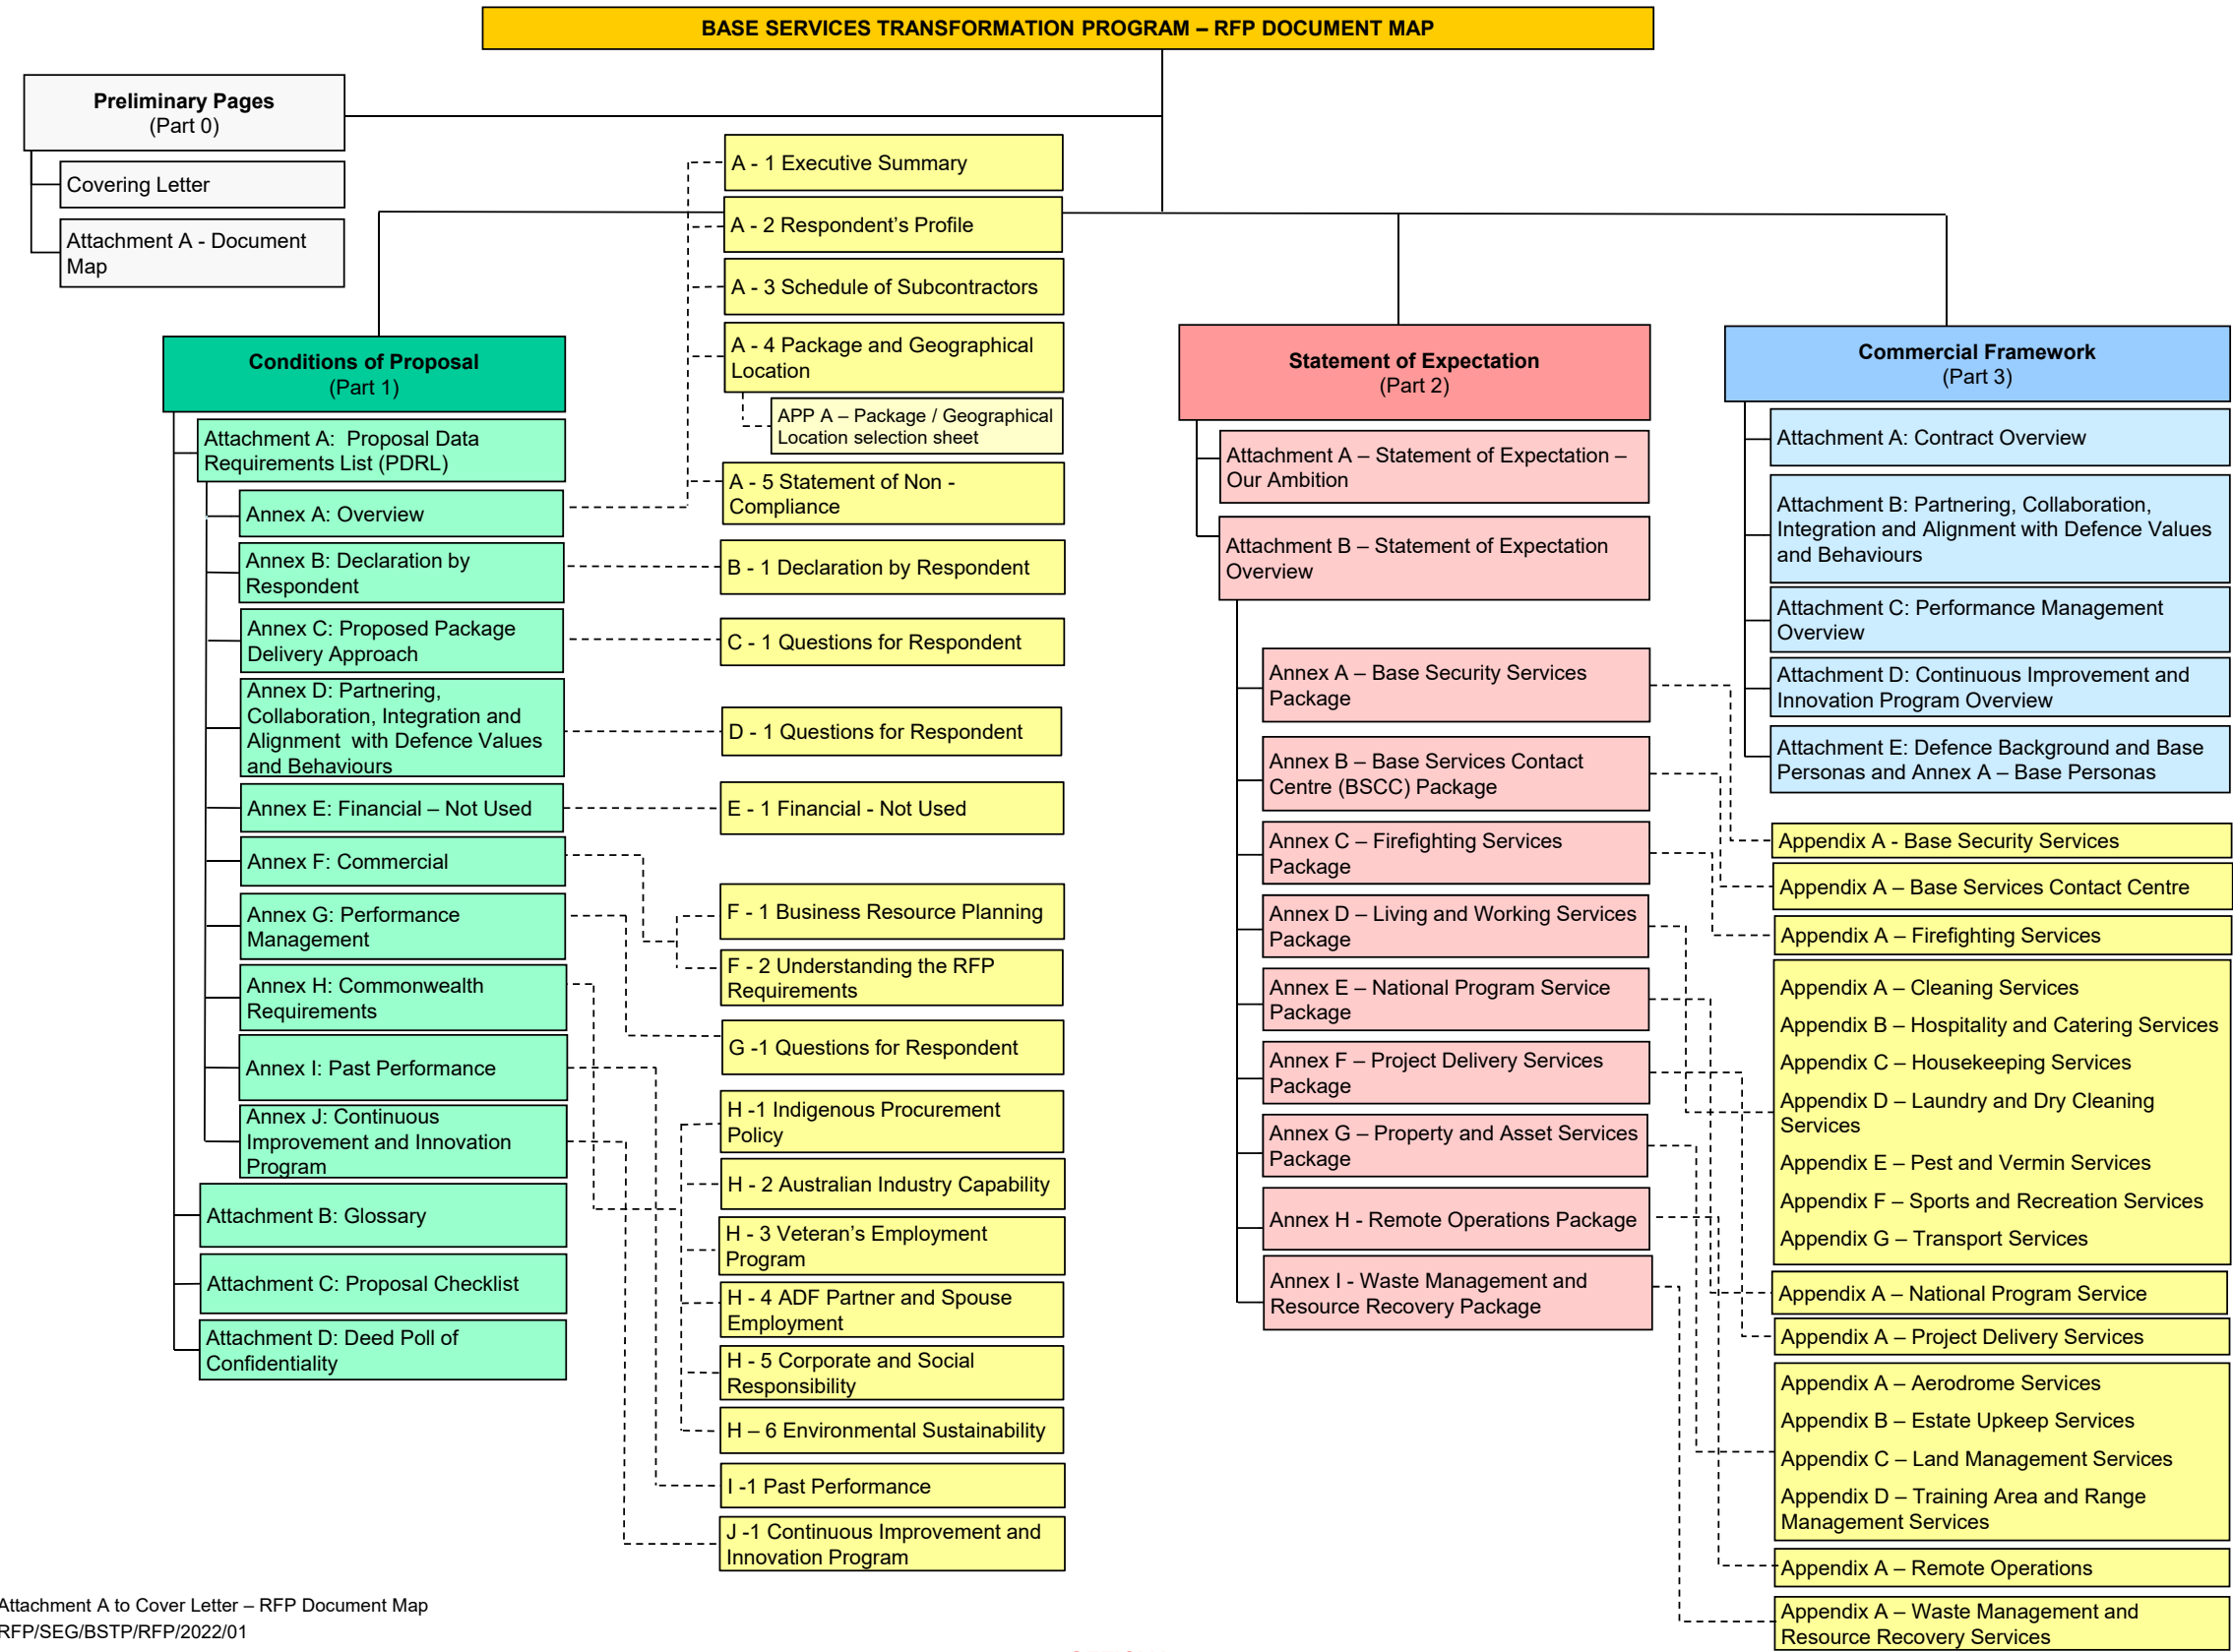 BASE SERVICES TRANSFORMATION PROGRAM – RFP DOCUMENT MAP
Preliminary Pages
(Part 0)
Covering Letter
Attachment A - Document
Map
Conditions of Proposal
(Part 1)
Attachment A:  Proposal Data
Requirements List (PDRL)
Annex A: Overview
Annex B: Declaration by
Respondent
Annex C: Proposed Package
Delivery Approach
Annex D: Partnering,
Collaboration, Integration and
Alignment  with Defence Values
and Behaviours
Annex E: Financial – Not Used
Annex F: Commercial
Annex G: Performance
Management
Annex H: Commonwealth
Requirements
Annex I: Past Performance
Annex J: Continuous
Improvement and Innovation
Program
Attachment B: Glossary
Attachment C: Proposal Checklist
Attachment D: Deed Poll of
Confidentiality
A - 1 Executive Summary
A - 2 Respondent's Profile
A - 3 Schedule of Subcontractors
A - 4 Package and Geographical
Location
APP A – Package / Geographical
Location selection sheet
A - 5 Statement of Non -
Compliance
B - 1 Declaration by Respondent
C - 1 Questions for Respondent
D - 1 Questions for Respondent
E - 1 Financial - Not Used
F - 1 Business Resource Planning
F - 2 Understanding the RFP
Requirements
G -1 Questions for Respondent
H -1 Indigenous Procurement
Policy
H - 2 Australian Industry Capability
H - 3 Veteran's Employment
Program
H - 4 ADF Partner and Spouse
Employment
H - 5 Corporate and Social
Responsibility
H – 6 Environmental Sustainability
I -1 Past Performance
J -1 Continuous Improvement and
Innovation Program
Statement of Expectation
(Part 2)
Attachment A – Statement of Expectation –
Our Ambition
Attachment B – Statement of Expectation
Overview
Annex A – Base Security Services
Package
Annex B – Base Services Contact
Centre (BSCC) Package
Annex C – Firefighting Services
Package
Annex D – Living and Working Services
Package
Annex E – National Program Service
Package
Annex F – Project Delivery Services
Package
Annex G – Property and Asset Services
Package
Annex H - Remote Operations Package
Annex I - Waste Management and
Resource Recovery Package
Commercial Framework
(Part 3)
Attachment A: Contract Overview
Attachment B: Partnering, Collaboration,
Integration and Alignment with Defence Values
and Behaviours
Attachment C: Performance Management
Overview
Attachment D: Continuous Improvement and
Innovation Program Overview
Attachment E: Defence Background and Base
Personas and Annex A – Base Personas
Appendix A - Base Security Services
Appendix A – Base Services Contact Centre
Appendix A – Firefighting Services
Appendix A – Cleaning Services
Appendix B – Hospitality and Catering Services
Appendix C – Housekeeping Services
Appendix D – Laundry and Dry Cleaning
Services
Appendix E – Pest and Vermin Services
Appendix F – Sports and Recreation Services
Appendix G – Transport Services
Appendix A – National Program Service
Appendix A – Project Delivery Services
Appendix A – Aerodrome Services
Appendix B – Estate Upkeep Services
Appendix C – Land Management Services
Appendix D – Training Area and Range
Management Services
Appendix A – Remote Operations
Appendix A – Waste Management and
Resource Recovery Services
Attachment A to Cover Letter – RFP Document Map
RFP/SEG/BSTP/RFP/2022/01